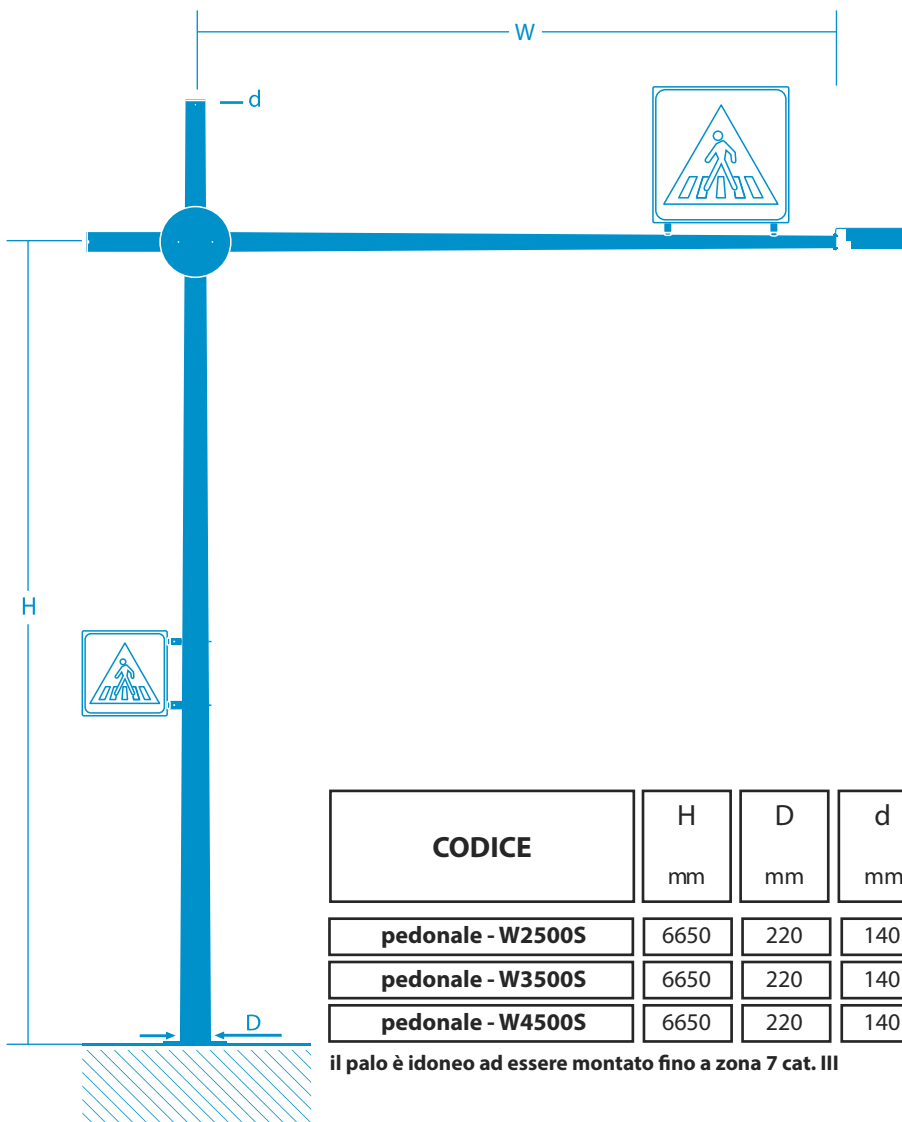 W
d
H
D
CODICE H D d
mm mm mm
pedonale - W2500S 6650 220 140
pedonale - W3500S 6650 220 140
pedonale - W4500S 6650 220 140
il palo è idoneo ad essere montato fino a zona 7 cat. III